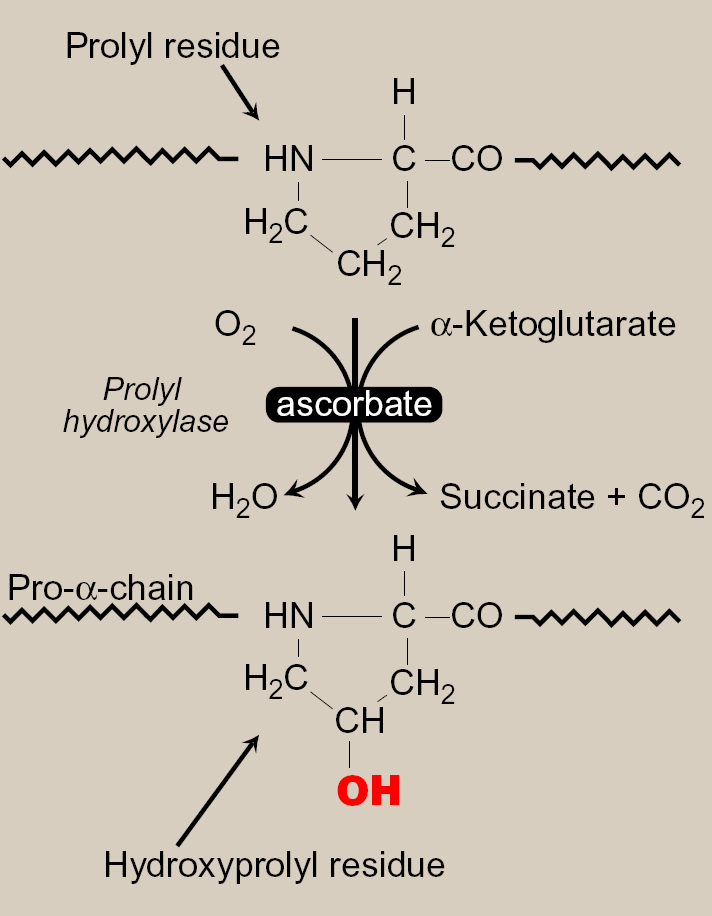 Prolyl residue
H
HN C CO
H₂C CH₂
CH₂
O₂ α-Ketoglutarate
Prolyl
hydroxylase
ascorbate
H₂O Succinate + CO₂
H
Pro-α-chain
HN C CO
H₂C CH₂
CH
OH
Hydroxyprolyl residue